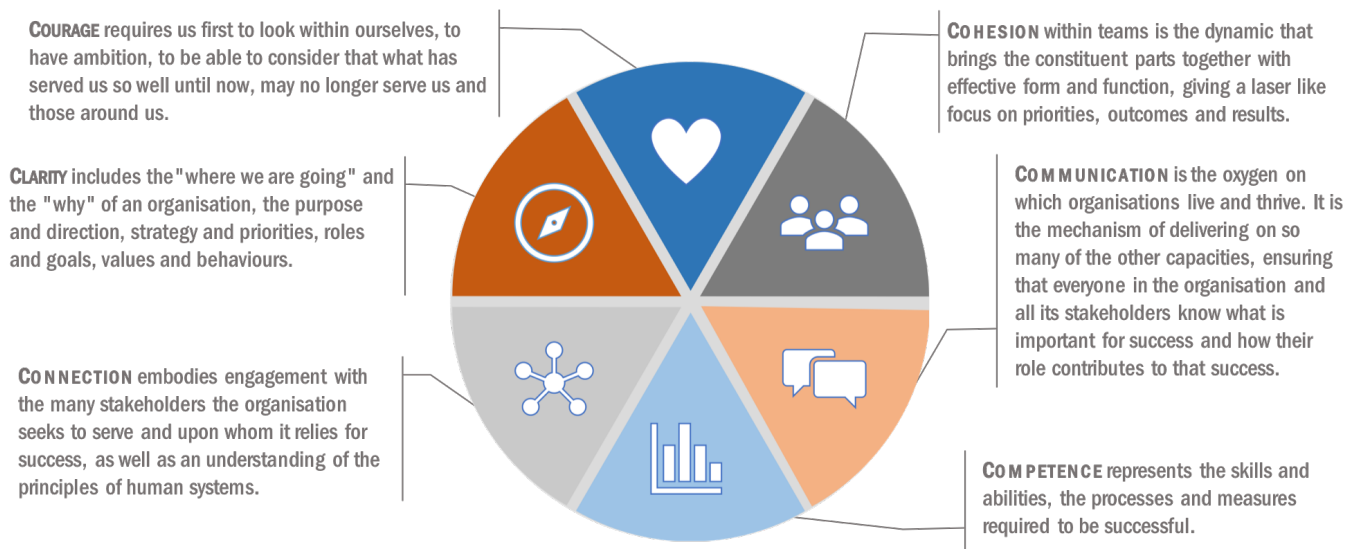 COURAGE requires us first to look within ourselves, to
have ambition, to be able to consider that what has
served us so well until now, may no longer serve us and
those around us.
CLARITY includes the "where we are going" and
the "why" of an organisation, the purpose
and direction, strategy and priorities, roles
and goals, values and behaviours.
CONNECTION embodies engagement with
the many stakeholders the organisation
seeks to serve and upon whom it relies for
success, as well as an understanding of the
principles of human systems.
COHESION within teams is the dynamic that
brings the constituent parts together with
effective form and function, giving a laser like
focus on priorities, outcomes and results.
COMMUNICATION is the oxygen on
which organisations live and thrive. It is
the mechanism of delivering on so
many of the other capacities, ensuring
that everyone in the organisation and
all its stakeholders know what is
important for success and how their
role contributes to that success.
COMPETENCE represents the skills and
abilities, the processes and measures
required to be successful.